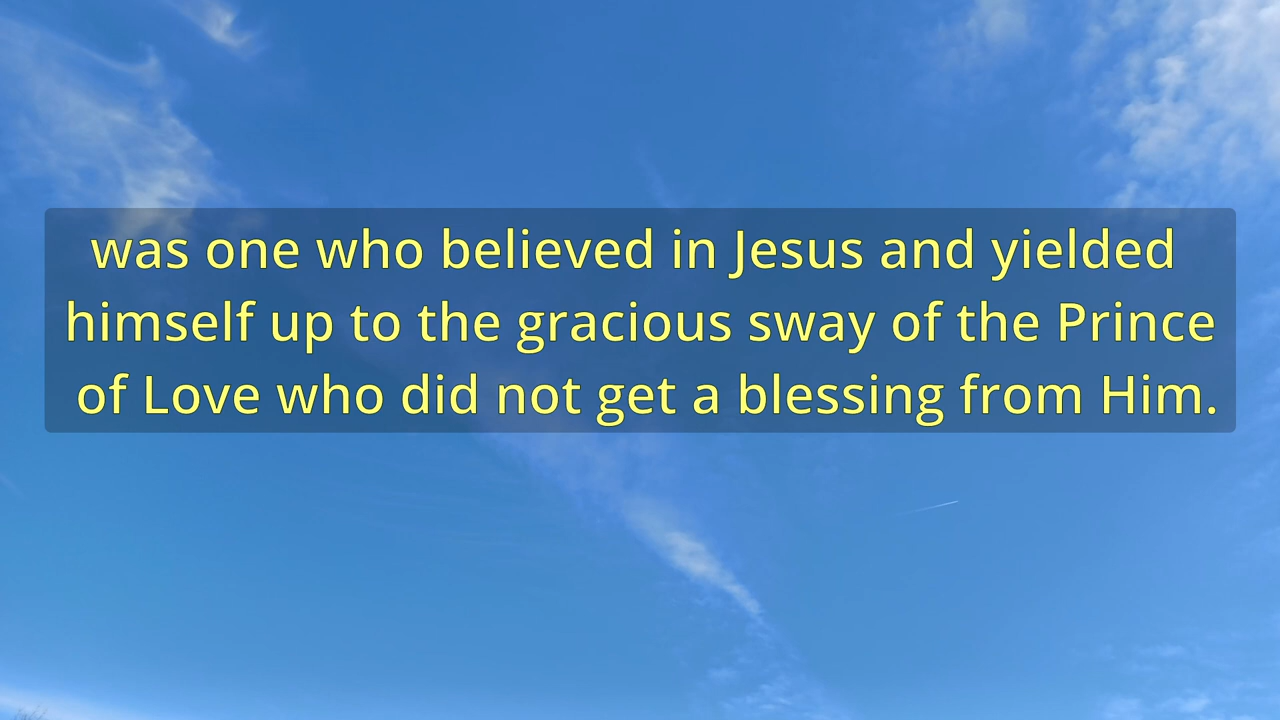 was one who believed in Jesus and yielded
himself up to the gracious sway of the Prince
of Love who did not get a blessing from Him.